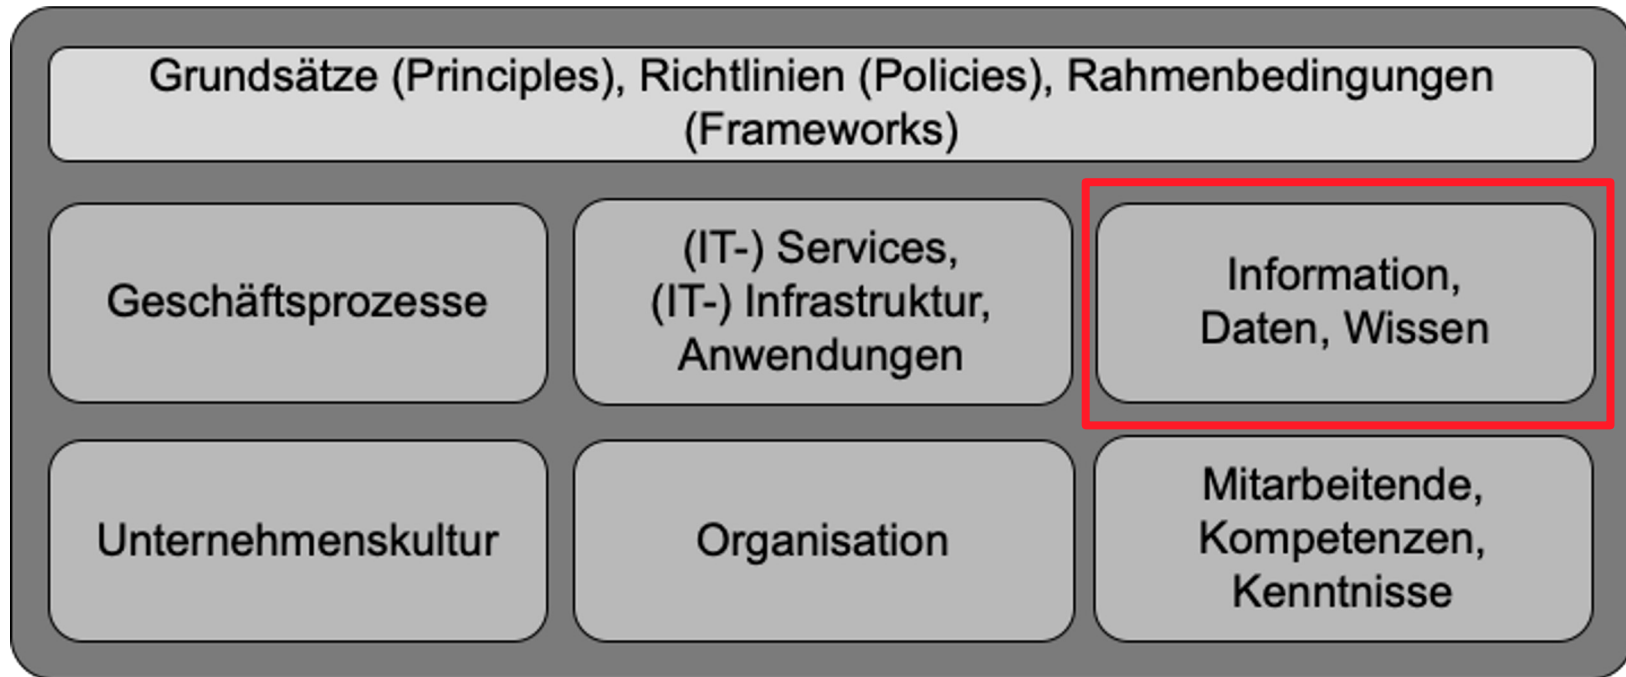 Grundsätze (Principles), Richtlinien (Policies), Rahmenbedingungen
(Frameworks)
Geschäftsprozesse
(IT-) Services,
(IT-) Infrastruktur,
Anwendungen
Information,
Daten, Wissen
Unternehmenskultur
Organisation
Mitarbeitende,
Kompetenzen,
Kenntnisse